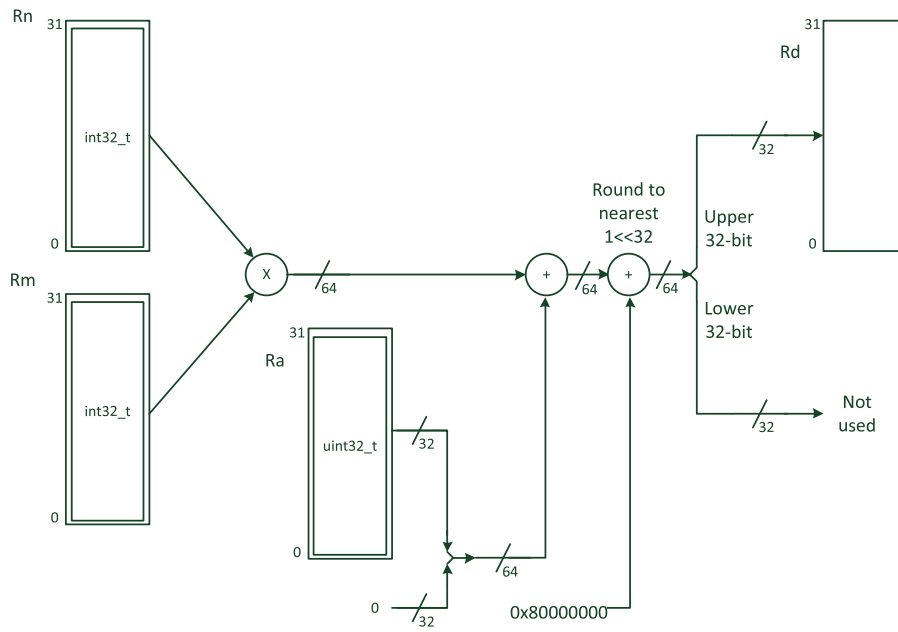 Rn
31
int32_t
0
Rm
31
int32_t
0
X
64
Ra
31
uint32_t
0
32
0
32
64
+
64
Round to
nearest
1<<32
+
64
0x80000000
Upper
32-bit
Lower
32-bit
32
Rd
31
0
32
Not
used